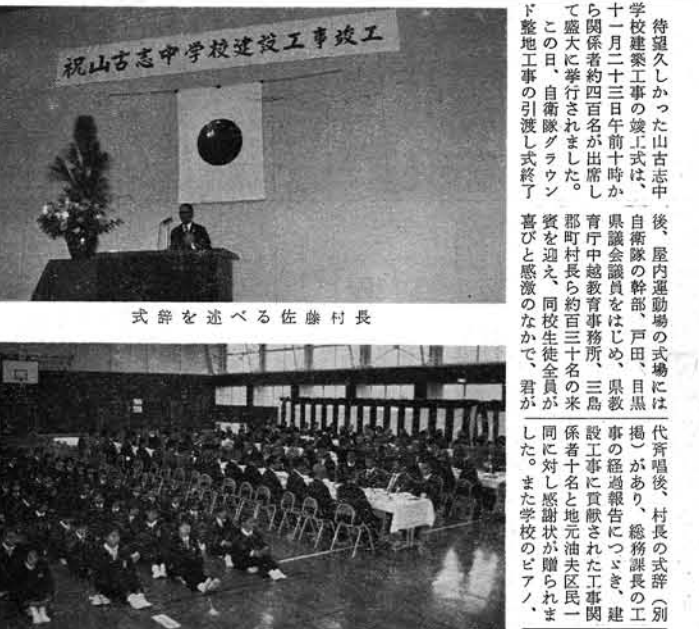 祝山古志中学校建設工事竣工
式辞を述べる佐藤村長
待望久しかった山古志中
学校建築工事の竣工式は、
十一月二十三日午前十時か
ら関係者約四百名が出席し
て盛大に挙行されました。
この日、自衛隊グラウン
ド整地工事の引渡し式終了
後、屋内運動場の式場には
自衛隊の幹部、戸田、目黒
県議会議員をはじめ、県教
育庁中越教育事務所、三島
郡町村長ら約百三十名の来
賓を迎え、同校生徒全員が
喜びと感激のなかで、君が
代斉唱後、村長の式辞（別
掲）があり、総務課長の工
事の経過報告につゞき、建
設工事に貢献された工事関
係者十名と地元油夫区民一
同に対し感謝状が贈られま
した。また学校のピアノ、